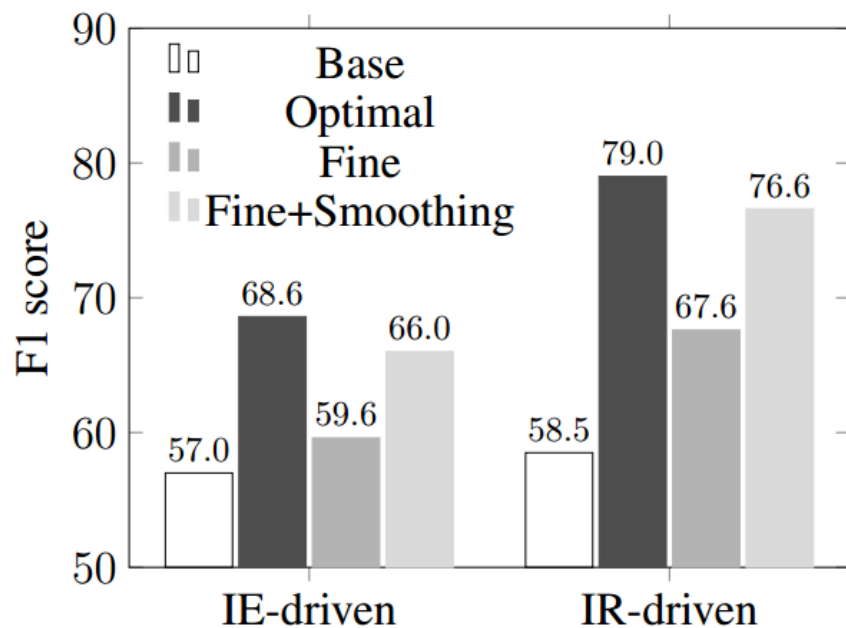 90
80
70
60
50
F1 score
Base
Optimal
Fine
Fine+Smoothing
57.0
68.6
59.6
66.0
58.5
79.0
67.6
76.6
IE-driven
IR-driven